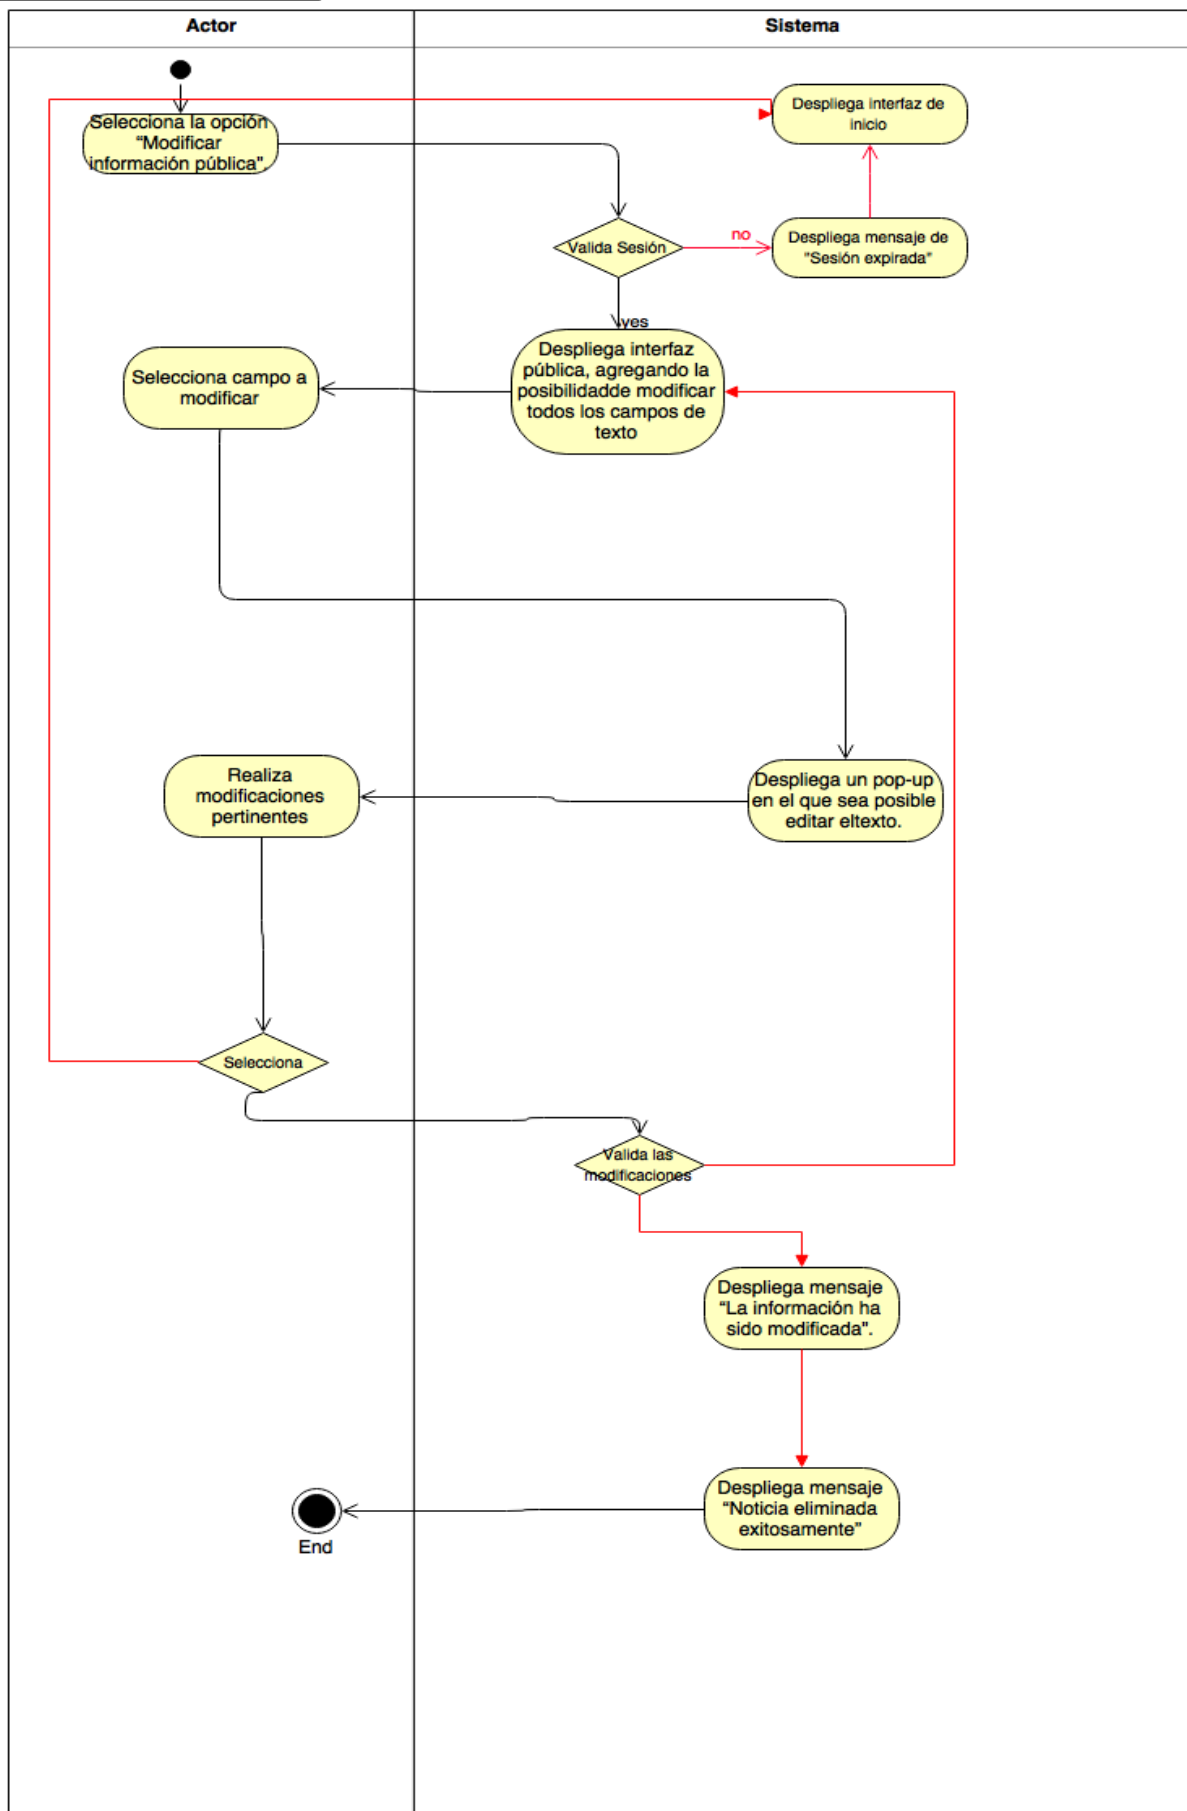 Actor
Sistema
Despliega interfaz de
inicio
Selecciona la opción
“Modificar
información pública".
Valida Sesión
no
Despliega mensaje de
"Sesión expirada”
yes
Despliega interfaz
pública, agregando la
posibilidadde modificar
todos los campos de
texto
Selecciona campo a
modificar
Realiza
modificaciones
pertinentes
Despliega un pop-up
en el que sea posible
editar eltexto.
Selecciona
Valida las
modificaciones
Despliega mensaje
“La información ha
sido modificada".
Despliega mensaje
“Noticia eliminada
exitosamente”
End